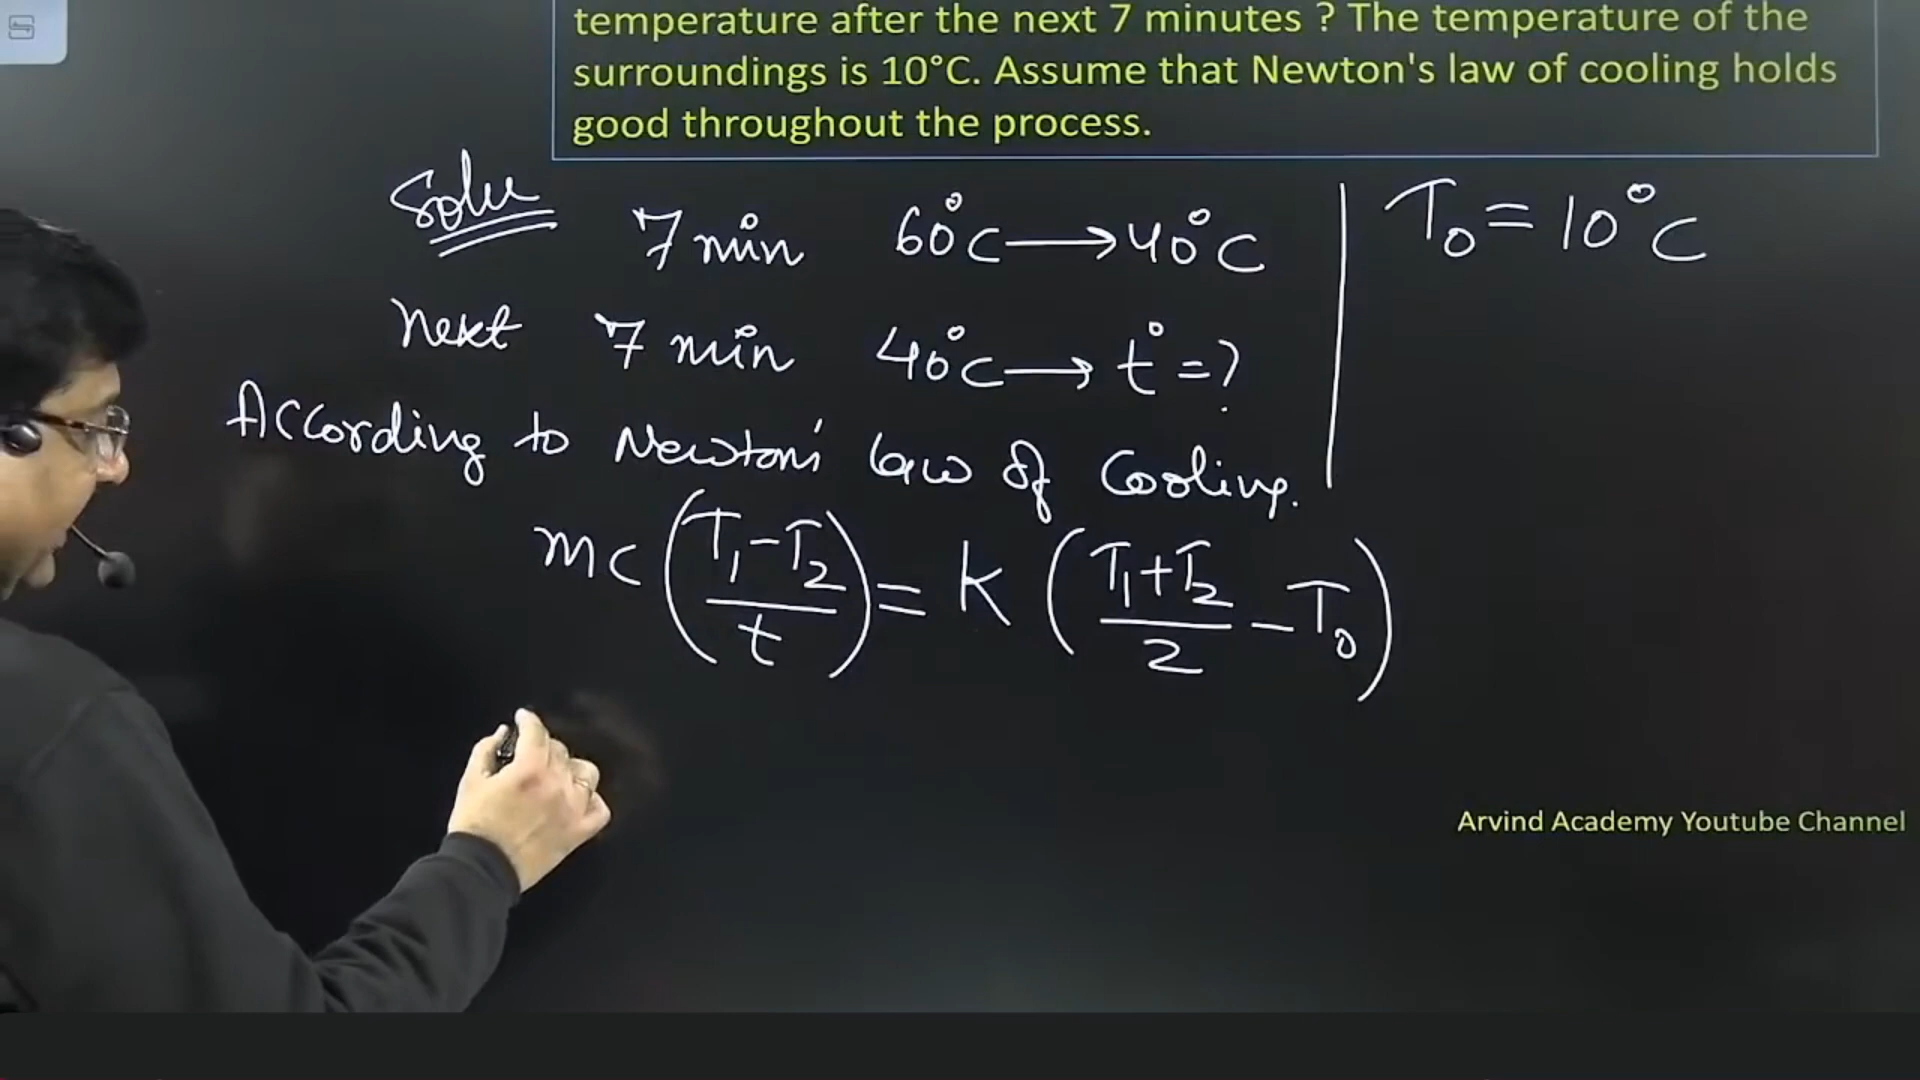 temperature after the next 7 minutes ? The temperature of the
surroundings is 10°C. Assume that Newton's law of cooling holds
good throughout the process.
Solu
7 min 60°C → 40°C
T₀ = 10°C
Next 7 min 40°C → t° = ?
According to Newton's law of Cooling.
mc ( (T₁ - T₂) / t ) = K ( (T₁ + T₂) / 2 - T₀ )
Arvind Academy Youtube Channel